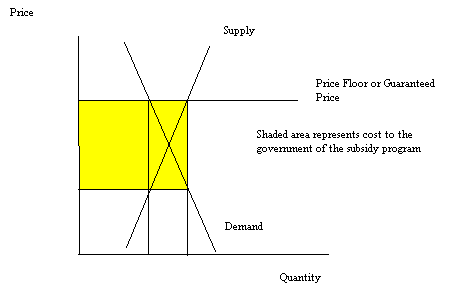 Price
Supply
Price Floor or Guaranteed
Price
Shaded area represents cost to the
government of the subsidy program
Demand
Quantity